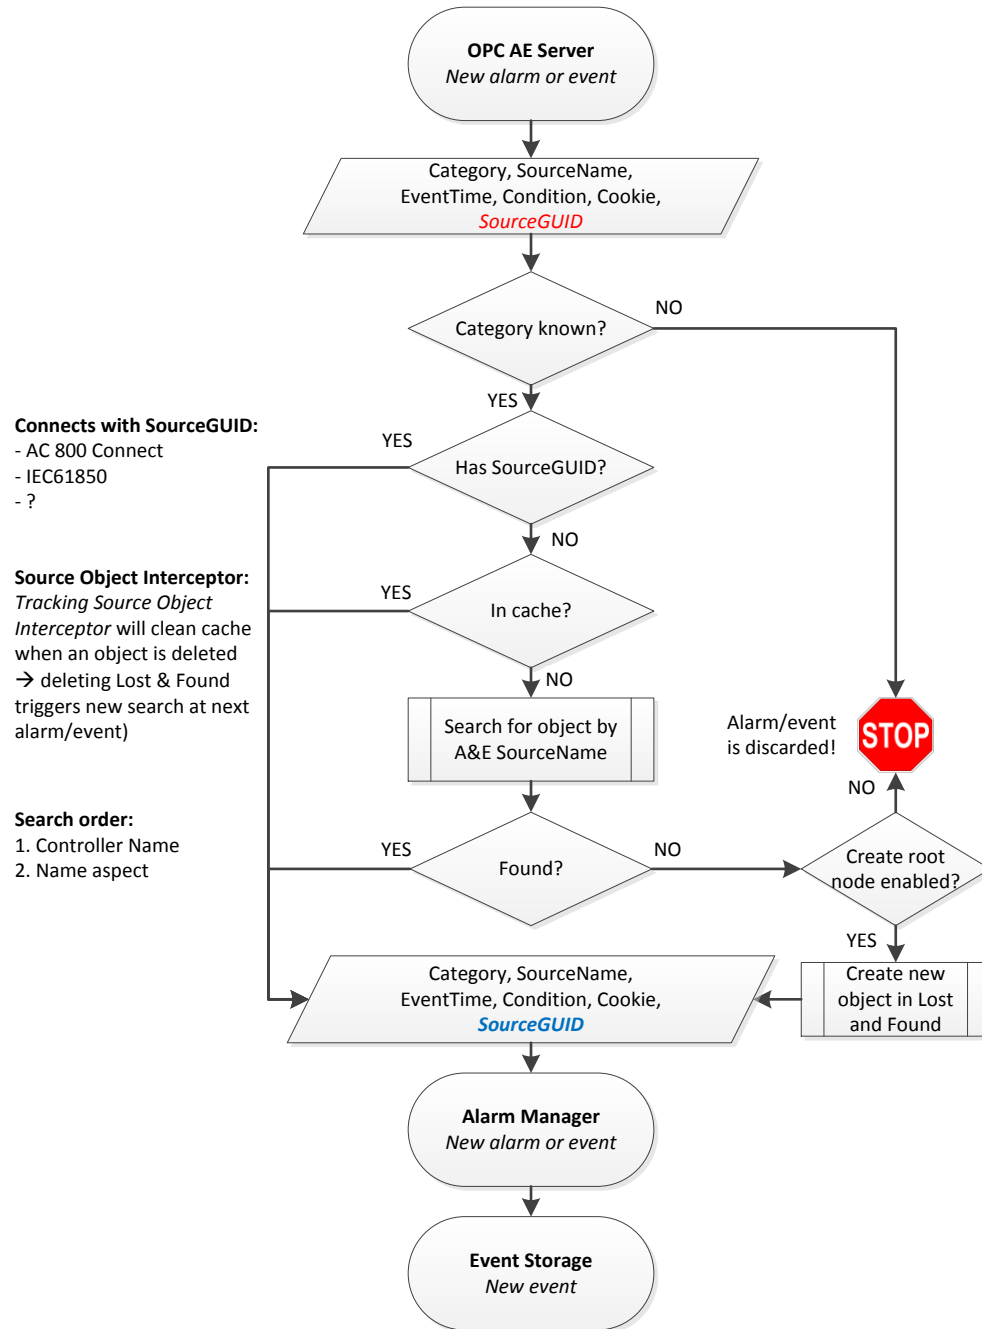 OPC AE Server
New alarm or event
Category, SourceName,
EventTime, Condition, Cookie,
SourceGUID
Category known?
NO
YES
Connects with SourceGUID:
- AC 800 Connect
- IEC61850
- ?
YES
Has SourceGUID?
NO
Source Object Interceptor:
Tracking Source Object
Interceptor will clean cache
when an object is deleted
→ deleting Lost & Found
triggers new search at next
alarm/event)
YES
In cache?
NO
Search for object by
A&E SourceName
Alarm/event
is discarded!
STOP
NO
Search order:
1. Controller Name
2. Name aspect
YES
Found?
NO
Create root
node enabled?
YES
Create new
object in Lost
and Found
Category, SourceName,
EventTime, Condition, Cookie,
SourceGUID
Alarm Manager
New alarm or event
Event Storage
New event